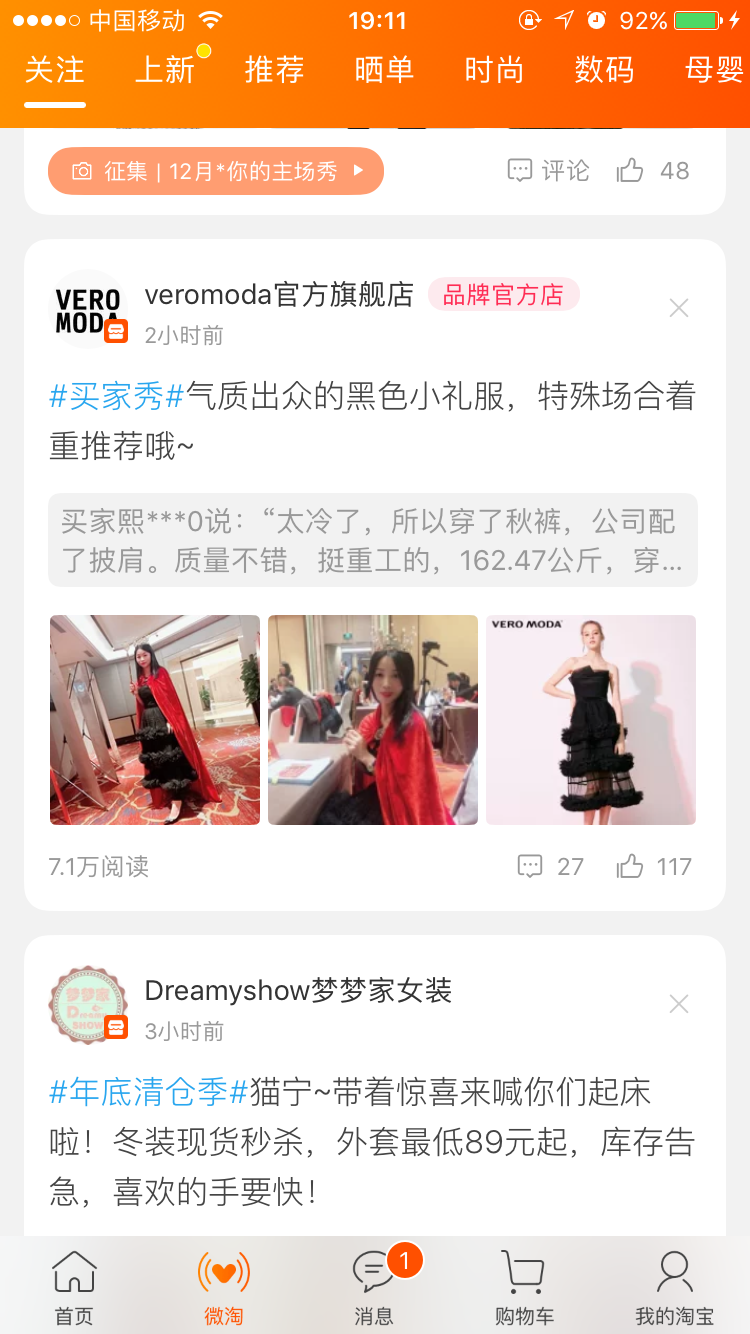 中国移动 19:11 92%
关注 上新 推荐 晒单 时尚 数码 母婴
征集 | 12月*你的主场秀 评论 48
VERO MODA
veromoda官方旗舰店 品牌官方店
2小时前
#买家秀#气质出众的黑色小礼服，特殊场合着
重推荐哦~
买家熙***0说：“太冷了，所以穿了秋裤，公司配
了披肩。质量不错，挺重工的，162.47公斤，穿...
VERO MODA
7.1万阅读 27 117
梦梦家
SHOW
Dreamyshow梦梦家女装
3小时前
#年底清仓季#猫宁~带着惊喜来喊你们起床
啦！冬装现货秒杀，外套最低89元起，库存告
急，喜欢的手要快！
1
首页 微淘 消息 购物车 我的淘宝